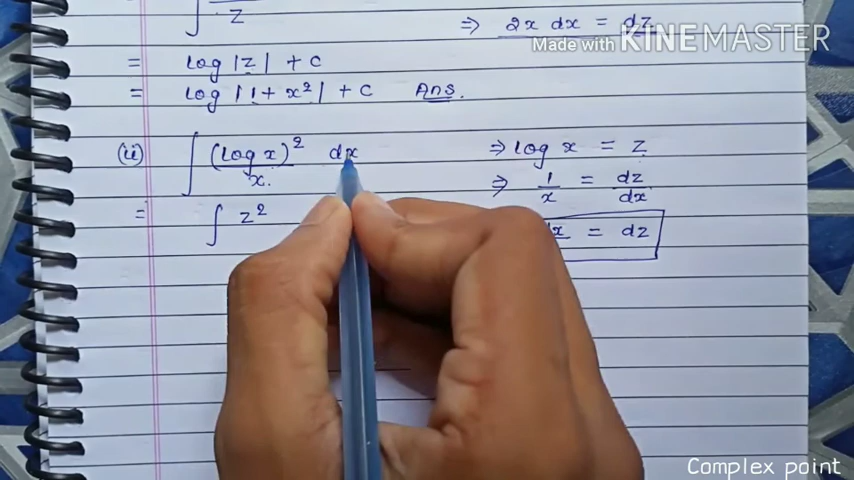 ∫ z ⇒ 2x dx = dz
Made with KINEMASTER
= log |z| + c
= log |1 + x²| + c Ans.
(ii) ∫ (log x)² / x. dx ⇒ log x = z
⇒ 1/x = dz/dx
= ∫ z² dx/x = dz
Complex point